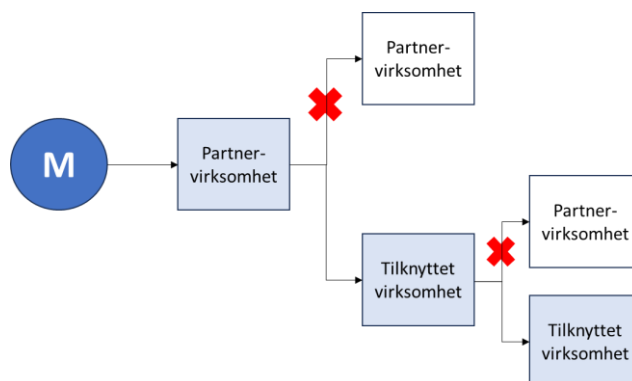 Partner-
virksomhet
M
Partner-
virksomhet
Tilknyttet
virksomhet
Partner-
virksomhet
Tilknyttet
virksomhet